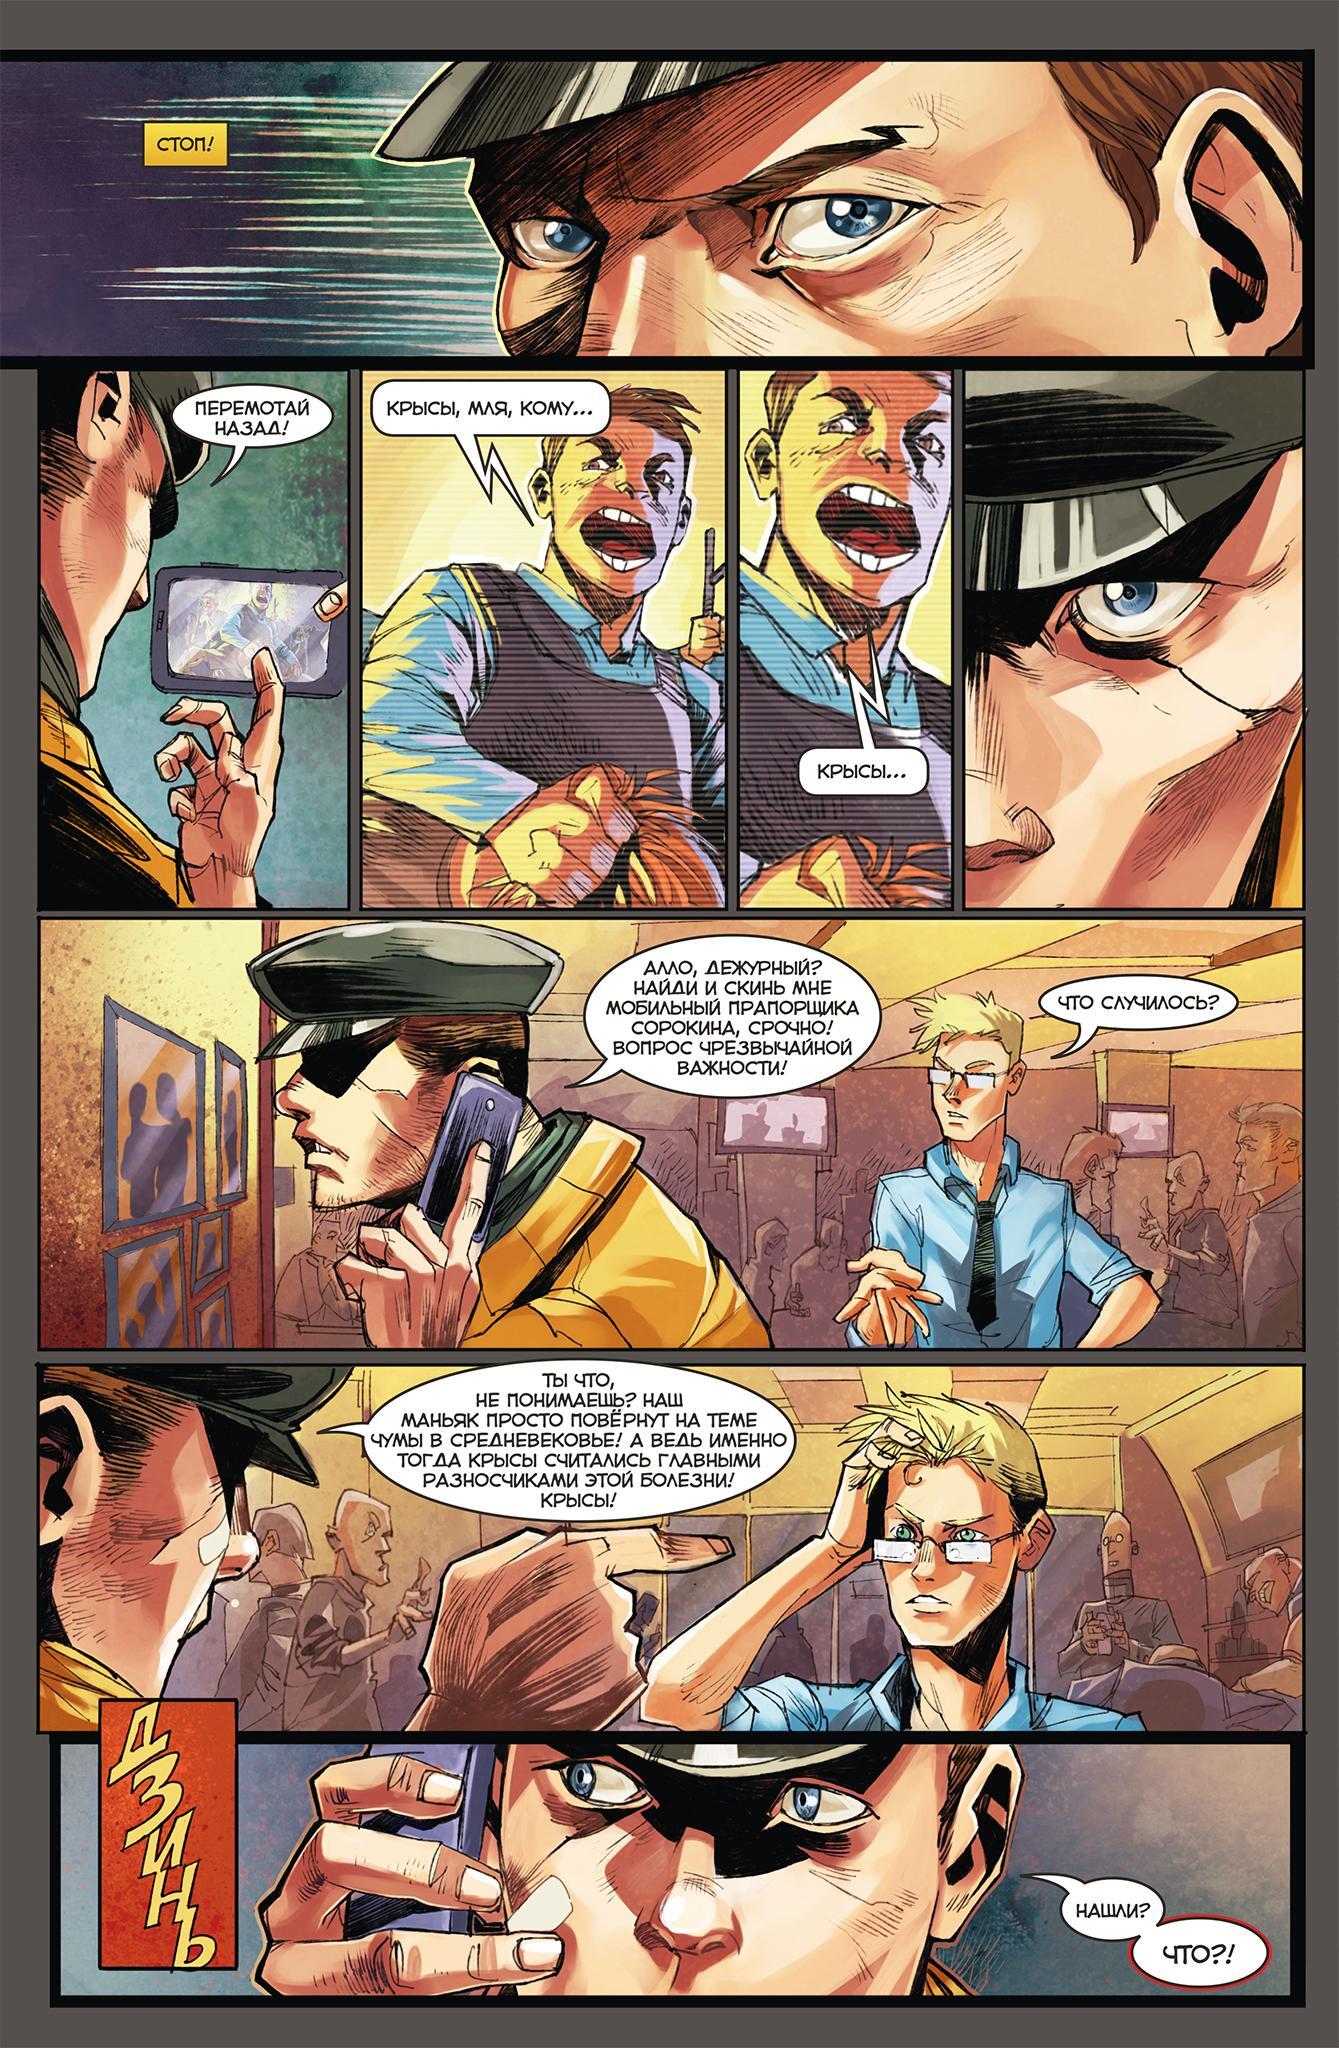 СТОП!
ПЕРЕМОТАЙ
НАЗАД!
КРЫСЫ, МЛЯ, КОМУ...
КРЫСЫ...
АЛЛО, ДЕЖУРНЫЙ?
НАЙДИ И СКИНЬ МНЕ
МОБИЛЬНЫЙ ПРАПОРЩИКА
СОРОКИНА, СРОЧНО!
ВОПРОС ЧРЕЗВЫЧАЙНОЙ
ВАЖНОСТИ!
ЧТО СЛУЧИЛОСЬ?
ТЫ ЧТО,
НЕ ПОНИМАЕШЬ? НАШ
МАНЬЯК ПРОСТО ПОВЁРНУТ НА ТЕМЕ
ЧУМЫ В СРЕДНЕВЕКОВЬЕ! А ВЕДЬ ИМЕННО
ТОГДА КРЫСЫ СЧИТАЛИСЬ ГЛАВНЫМИ
РАЗНОСЧИКАМИ ЭТОЙ БОЛЕЗНИ!
КРЫСЫ!
ДЗИНЬ
НАШЛИ?
ЧТО?!